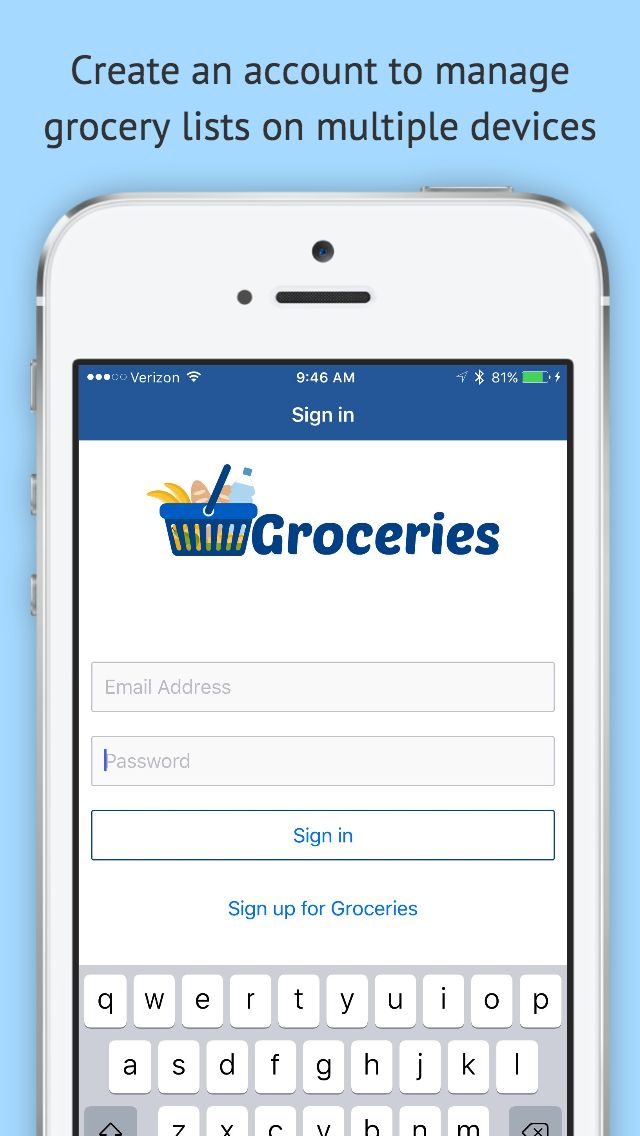 Create an account to manage
grocery lists on multiple devices
Verizon 9:46 AM 81%
Sign in
Groceries
Email Address
Password
Sign in
Sign up for Groceries
q w e r t y u i o p
a s d f g h j k l
z x c v b n m